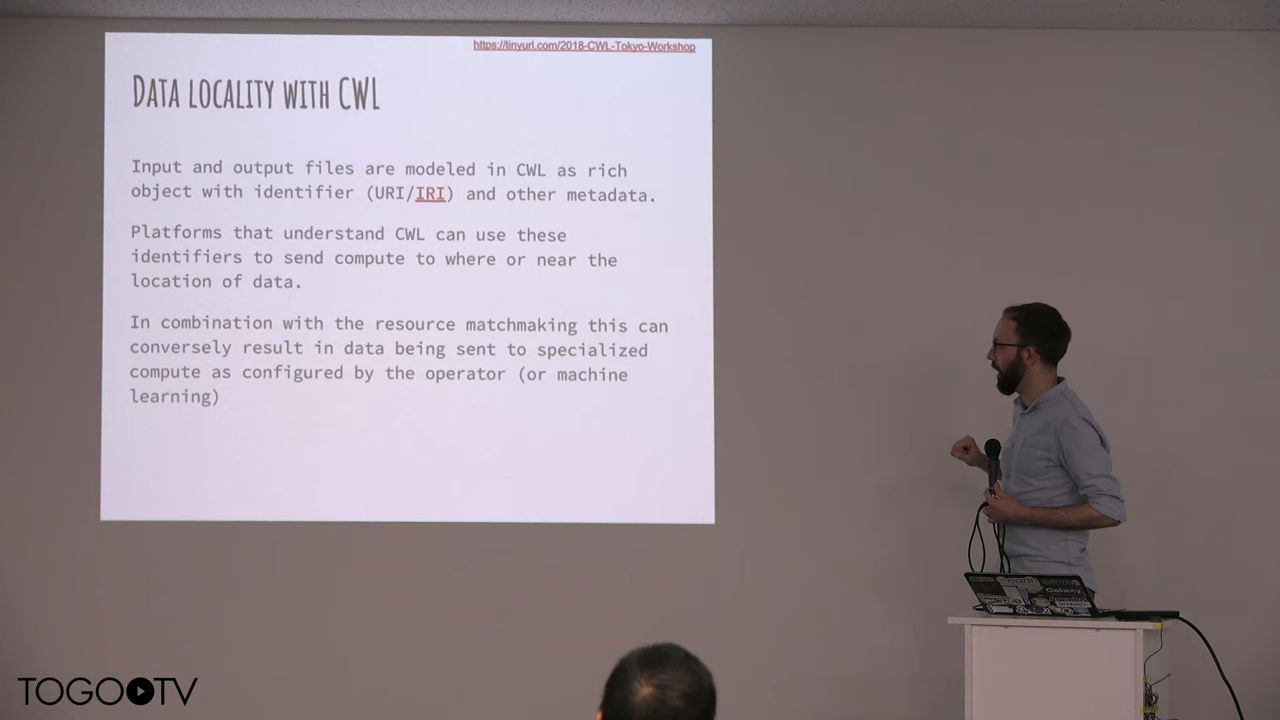 https://tinyurl.com/2018-CWL-Tokyo-Workshop
DATA LOCALITY WITH CWL
Input and output files are modeled in CWL as rich
object with identifier (URI/IRI) and other metadata.
Platforms that understand CWL can use these
identifiers to send compute to where or near the
location of data.
In combination with the resource matchmaking this can
conversely result in data being sent to specialized
compute as configured by the operator (or machine
learning)
Galaxy
TOGOTV